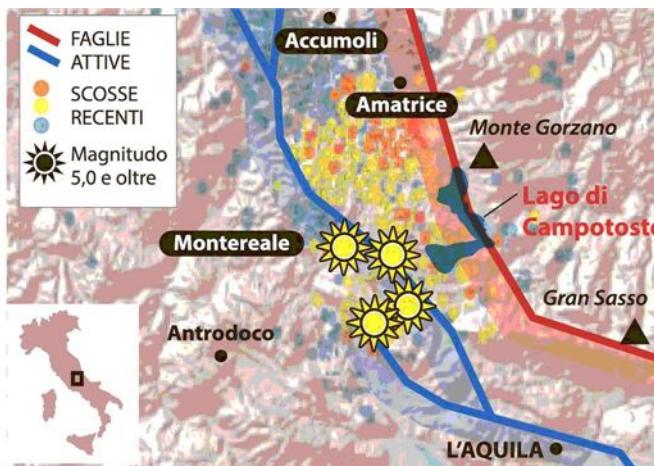 FAGLIE
ATTIVE
SCOSSE
RECENTI
Magnitudo
5,0 e oltre
Accumoli
Amatrice
Monte Gorzano
Lago di
Campotosto
Montereale
Gran Sasso
Antrodoco
L'AQUILA